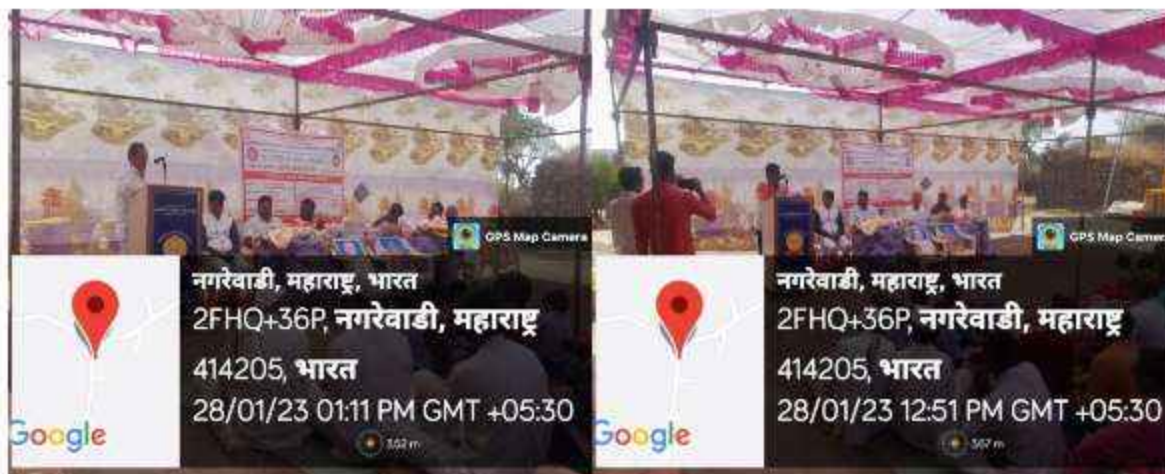 GPS Map Camera
नगरेवाडी, महाराष्ट्र, भारत
2FHQ+36P, नगरेवाडी, महाराष्ट्र
414205, भारत
28/01/23 01:11 PM GMT +05:30
Google
GPS Map Camera
नगरेवाडी, महाराष्ट्र, भारत
2FHQ+36P, नगरेवाडी, महाराष्ट्र
414205, भारत
28/01/23 12:51 PM GMT +05:30
Google